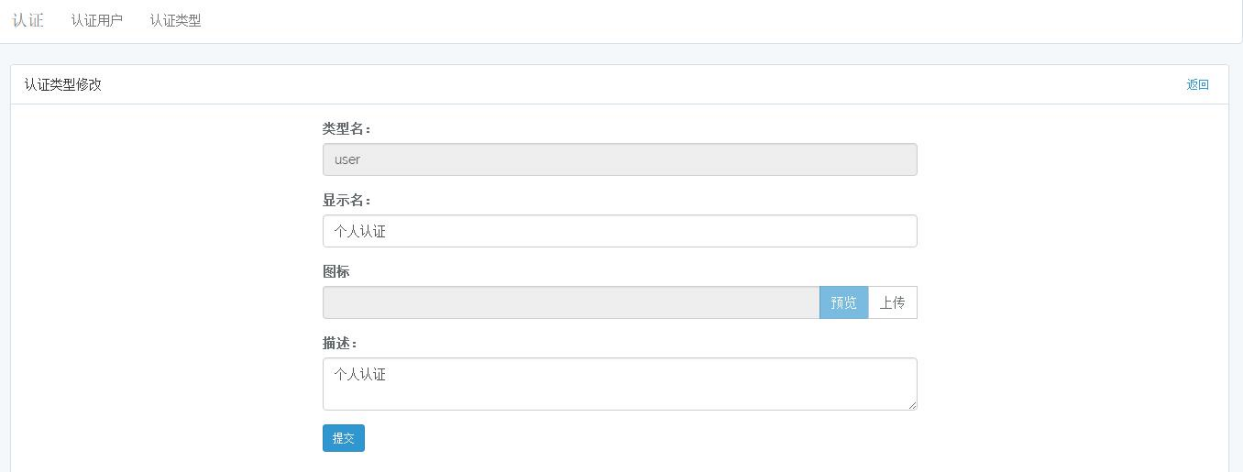 认证 认证用户 认证类型
认证类型修改 返回
类型名：
user
显示名：
个人认证
图标
预览 上传
描述：
个人认证
提交